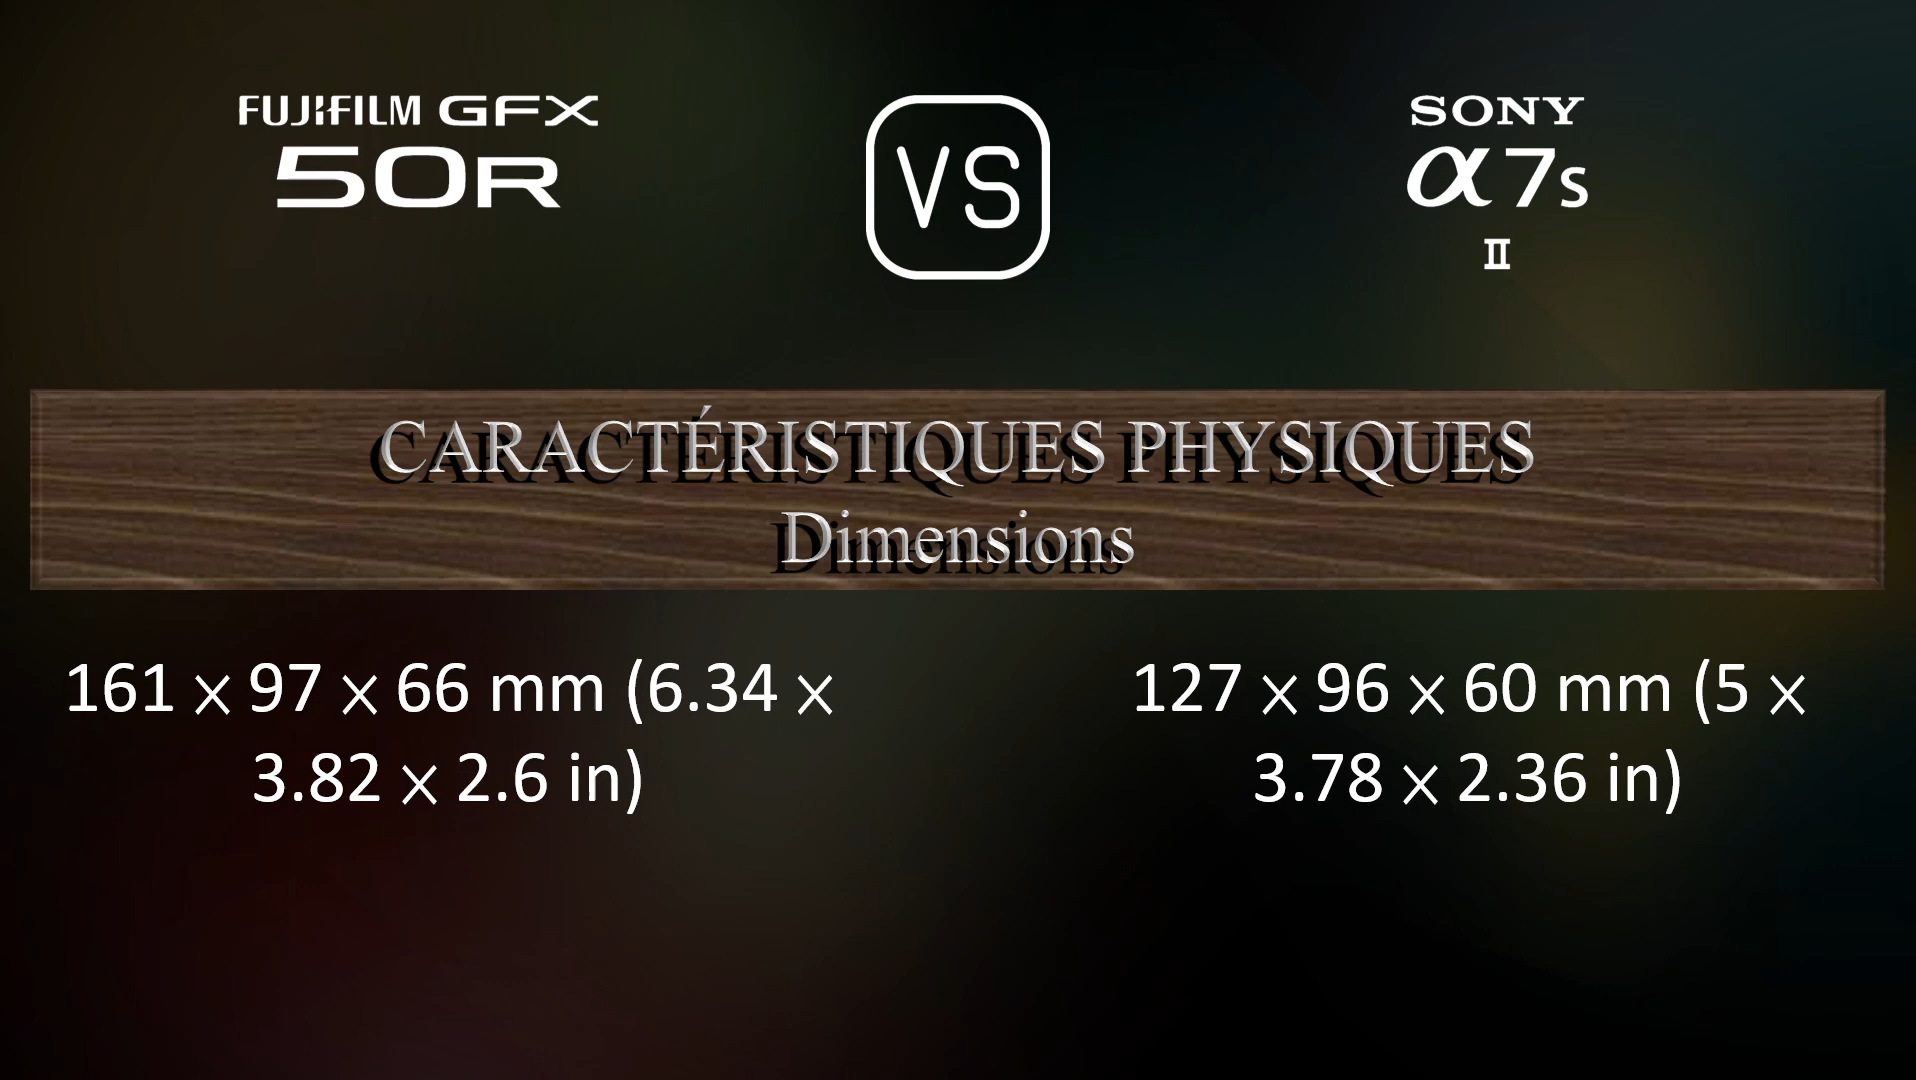 FUJIFILM GFX
50R
VS
SONY
α7s
II
CARACTÉRISTIQUES PHYSIQUES
Dimensions
161 x 97 x 66 mm (6.34 x
3.82 x 2.6 in)
127 x 96 x 60 mm (5 x
3.78 x 2.36 in)